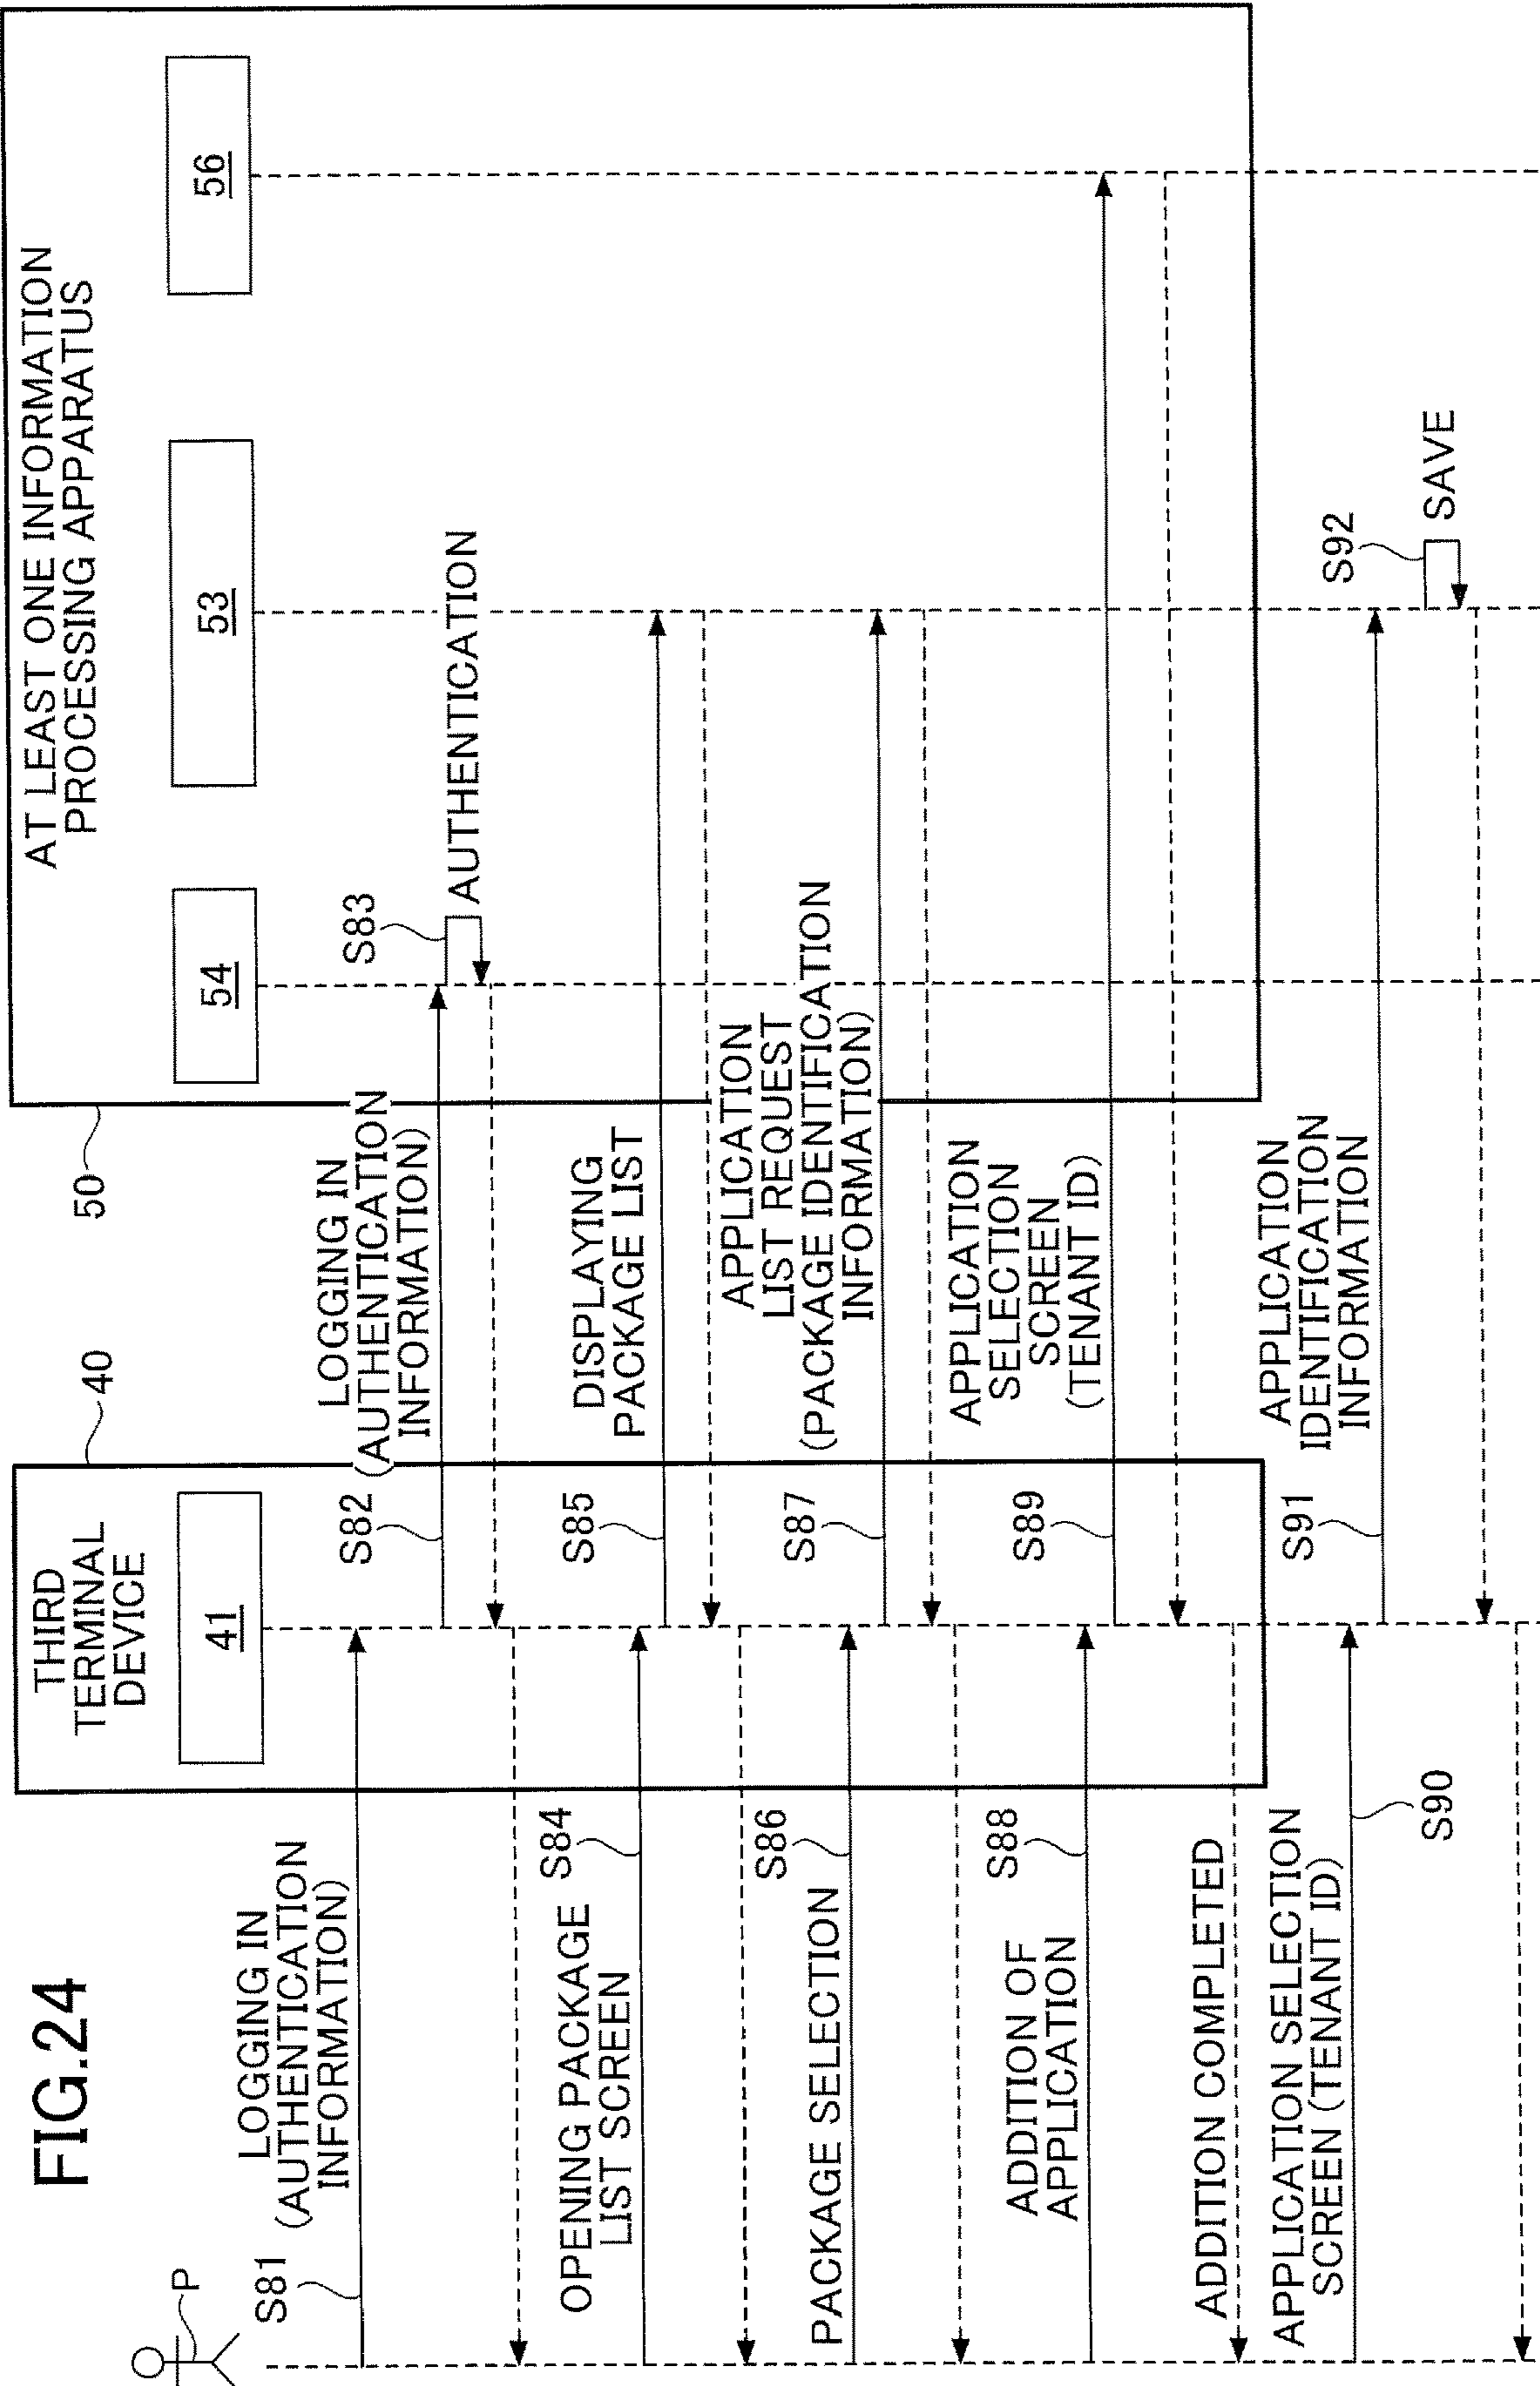 FIG.24
P
THIRD
TERMINAL
DEVICE
40
41
50
AT LEAST ONE INFORMATION
PROCESSING APPARATUS
54
53
56
S81
LOGGING IN
(AUTHENTICATION
INFORMATION)
S82
LOGGING IN
(AUTHENTICATION
INFORMATION)
S83
AUTHENTICATION
OPENING PACKAGE
LIST SCREEN
S84
S85
DISPLAYING
PACKAGE LIST
PACKAGE SELECTION
S86
S87
APPLICATION
LIST REQUEST
(PACKAGE IDENTIFICATION
INFORMATION)
ADDITION OF
APPLICATION
S88
S89
APPLICATION
SELECTION
SCREEN
(TENANT ID)
ADDITION COMPLETED
APPLICATION SELECTION
SCREEN (TENANT ID)
S90
S91
APPLICATION
IDENTIFICATION
INFORMATION
S92
SAVE